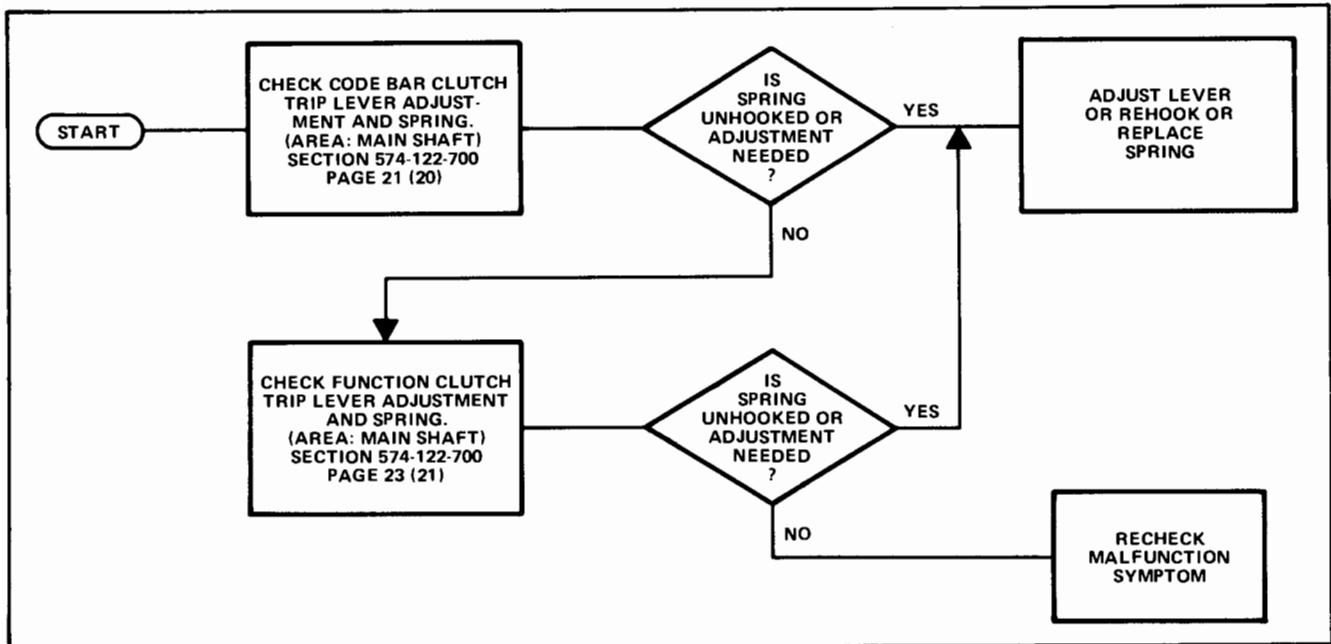 START
CHECK CODE BAR CLUTCH
TRIP LEVER ADJUST-
MENT AND SPRING.
(AREA: MAIN SHAFT)
SECTION 574-122-700
PAGE 21 (20)
IS
SPRING
UNHOOKED OR
ADJUSTMENT
NEEDED
?
YES
ADJUST LEVER
OR REHOOK OR
REPLACE
SPRING
NO
CHECK FUNCTION CLUTCH
TRIP LEVER ADJUSTMENT
AND SPRING.
(AREA: MAIN SHAFT)
SECTION 574-122-700
PAGE 23 (21)
IS
SPRING
UNHOOKED OR
ADJUSTMENT
NEEDED
?
YES
NO
RECHECK
MALFUNCTION
SYMPTOM